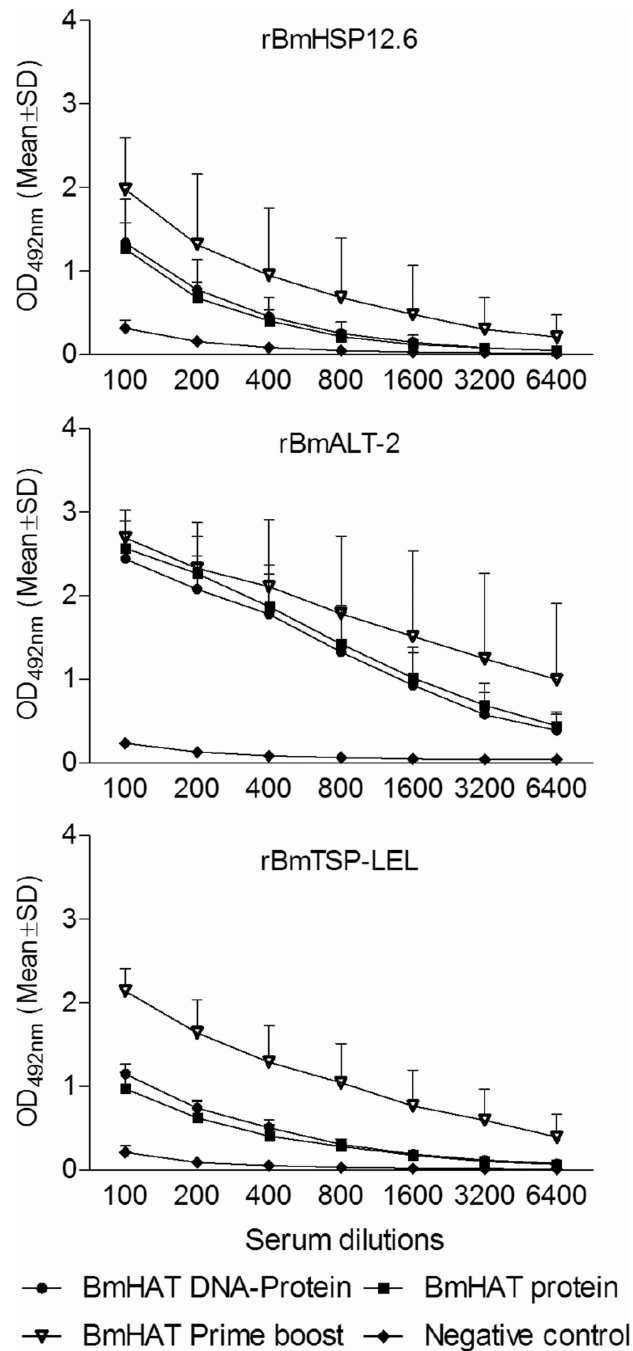 rBmHSP12.6
OD492nm (Mean±SD)
4
3
2
1
0
100 200 400 800 1600 3200 6400
rBmALT-2
OD492nm (Mean±SD)
4
3
2
1
0
100 200 400 800 1600 3200 6400
rBmTSP-LEL
OD492nm (Mean±SD)
4
3
2
1
0
100 200 400 800 1600 3200 6400
Serum dilutions
BmHAT DNA-Protein BmHAT protein
BmHAT Prime boost Negative control